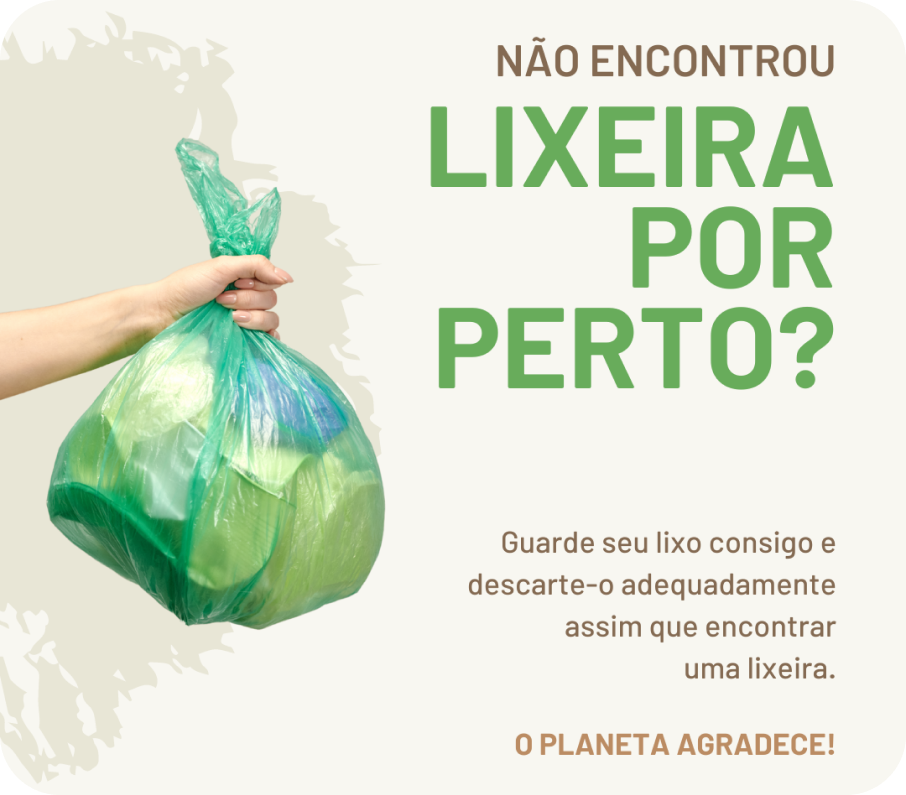 NÃO ENCONTROU
LIXEIRA
POR
PERTO?
Guarde seu lixo consigo e
descarte-o adequadamente
assim que encontrar
uma lixeira.
O PLANETA AGRADECE!